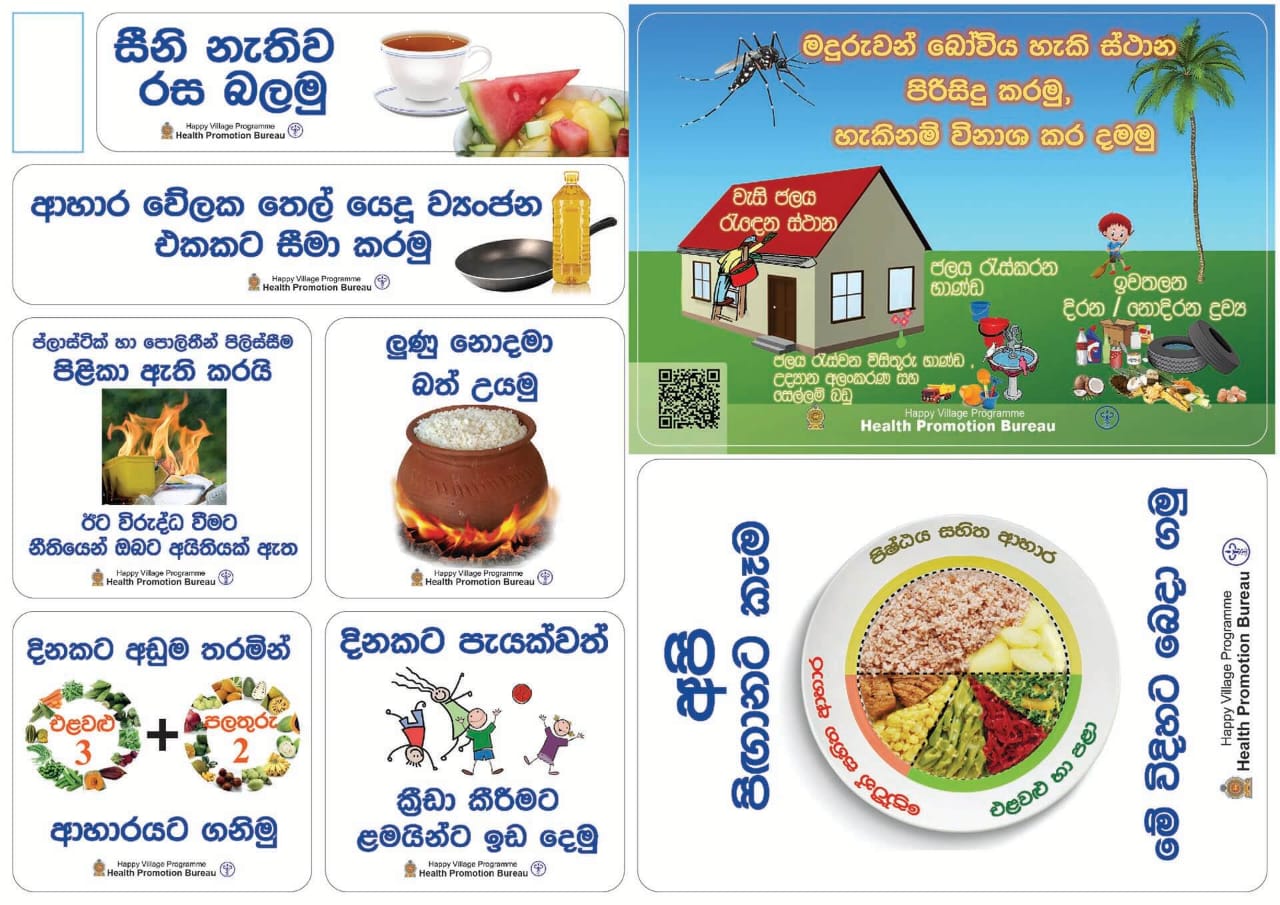 සීනි නැතිව
රස බලමු
Happy Village Programme
Health Promotion Bureau
ආහාර වේලක තෙල් යෙදූ ව්‍යංජන
එකකට සීමා කරමු
Happy Village Programme
Health Promotion Bureau
ප්ලාස්ටික් හා පොලිතීන් පිලිස්සීම
පිළිකා ඇති කරයි
ඊට විරුද්ධ වීමට
නීතියෙන් ඔබට අයිතියක් ඇත
Happy Village Programme
Health Promotion Bureau
ලුණු නොදමා
බත් උයමු
Happy Village Programme
Health Promotion Bureau
දිනකට අඩුම තරමින්
එළවළු
3
+
පලතුරු
2
ආහාරයට ගනිමු
Happy Village Programme
Health Promotion Bureau
දිනකට පැයක්වත්
ක්‍රීඩා කිරීමට
ළමයින්ට ඉඩ දෙමු
Happy Village Programme
Health Promotion Bureau
මදුරුවන් බෝවිය හැකි ස්ථාන
පිරිසිදු කරමු,
හැකිනම් විනාශ කර දමමු
වැසි ජලය
රැඳෙන ස්ථාන
ජලය රැස්කරන
භාණ්ඩ
ඉවතලන
දිරන / නොදිරන ද්‍රව්‍ය
ජලය රැස්වන විසිතුරු භාණ්ඩ ,
උද්‍යාන අලංකරණ සහ
සෙල්ලම් බඩු
Happy Village Programme
Health Promotion Bureau
අපි
පිඟානට කෑම
පිෂ්ඨය සහිත ආහාර
එළවළු හා පළා
මේ විදිහට බෙදා ගමු
Happy Village Programme
Health Promotion Bureau